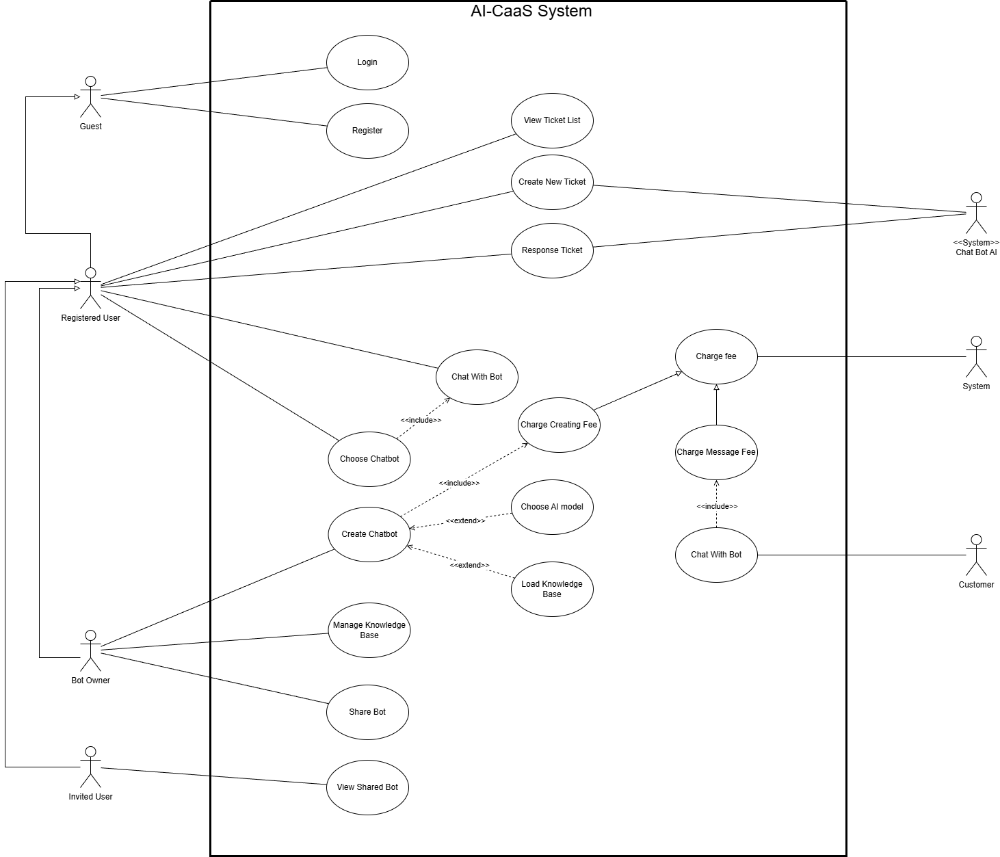 AI-CaaS System
Login
Guest
Register
View Ticket List
Create New Ticket
Response Ticket
<<System>>
Chat Bot AI
Registered User
Charge fee
Chat With Bot
System
<<include>>
Charge Creating Fee
Charge Message Fee
Choose Chatbot
<<include>>
<<include>>
Choose AI model
<<extend>>
Create Chatbot
Chat With Bot
<<extend>>
Load Knowledge
Base
Customer
Manage Knowledge
Base
Bot Owner
Share Bot
View Shared Bot
Invited User